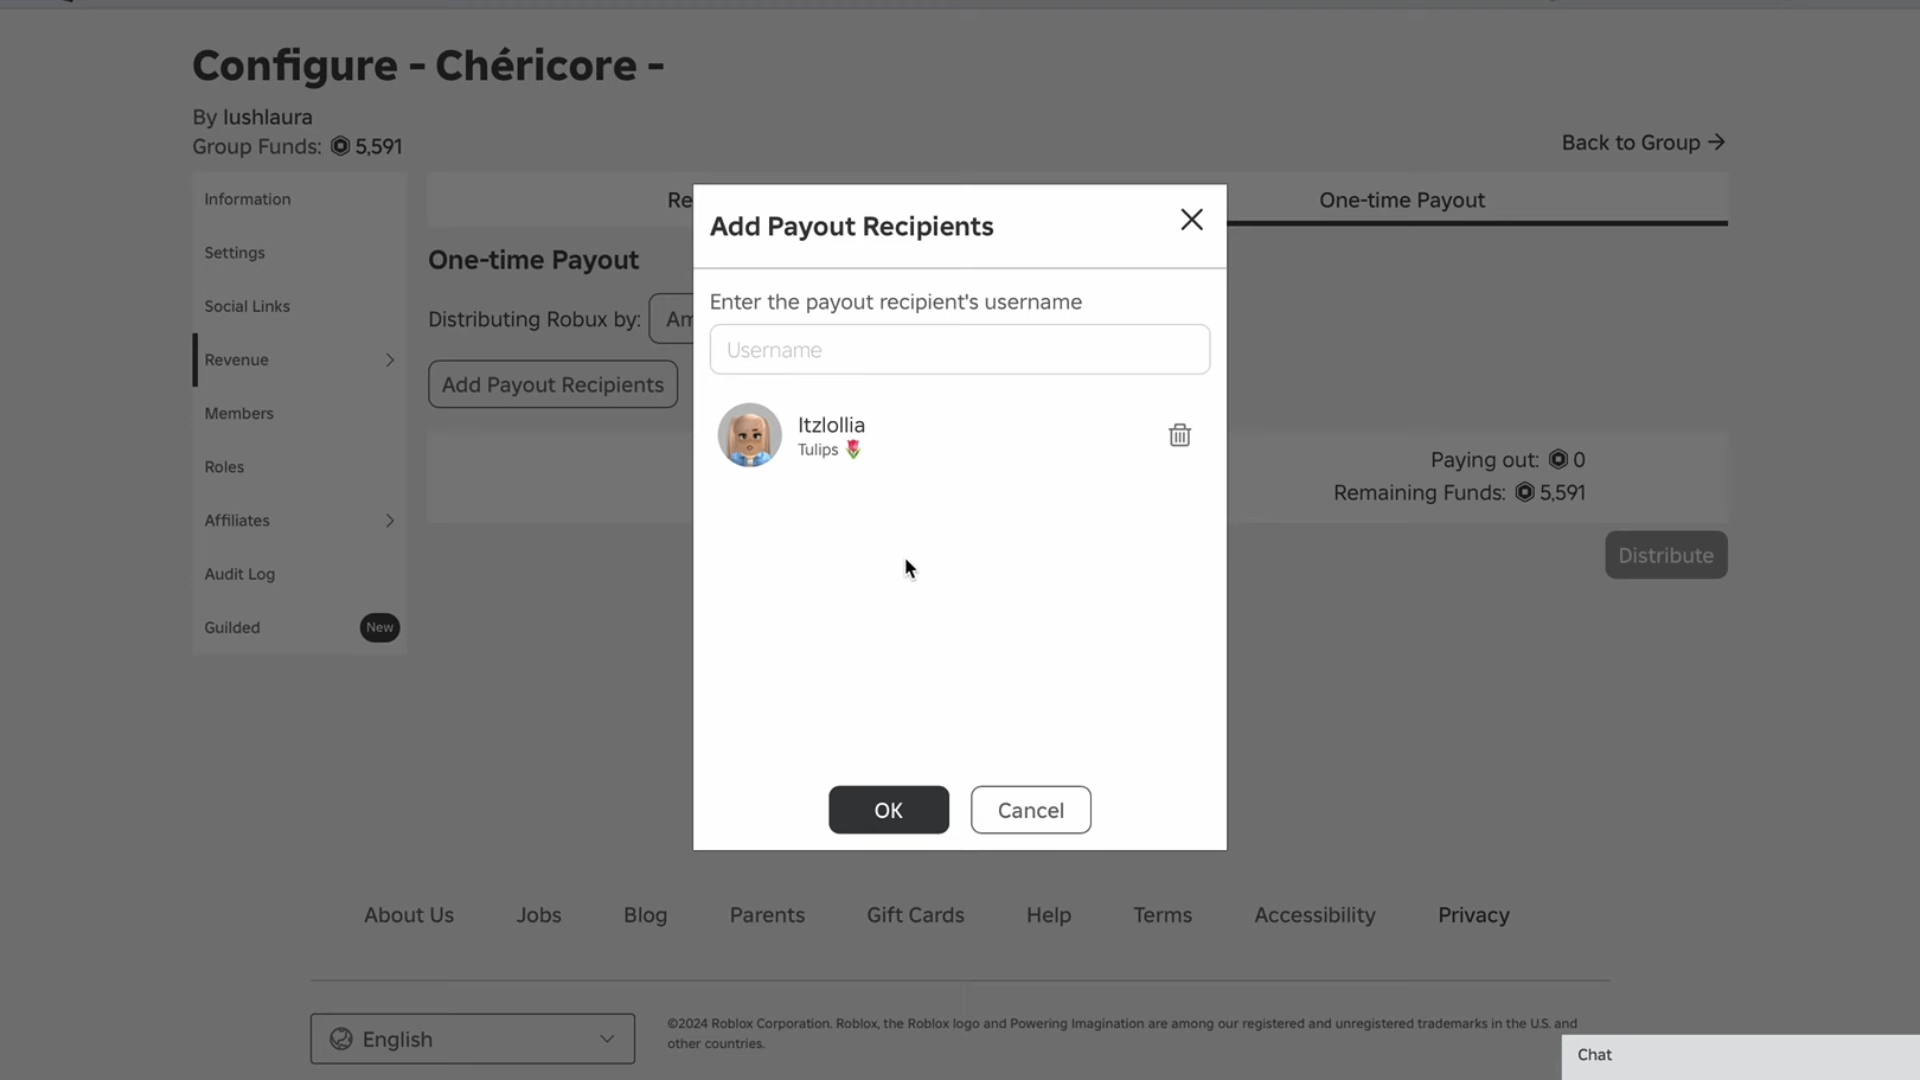 Configure - Chéricore -
By lushlaura
Group Funds: 5,591
Back to Group →
Information
Settings
Social Links
Revenue
Members
Roles
Affiliates
Audit Log
Guilded New
Re
One-time Payout
One-time Payout
Distributing Robux by: Am
Add Payout Recipients
Paying out: 0
Remaining Funds: 5,591
Distribute
Add Payout Recipients
Enter the payout recipient's username
Username
Itzlollia
Tulips 🌷
OK Cancel
About Us Jobs Blog Parents Gift Cards Help Terms Accessibility Privacy
English
©2024 Roblox Corporation. Roblox, the Roblox logo and Powering Imagination are among our registered and unregistered trademarks in the U.S. and
other countries.
Chat